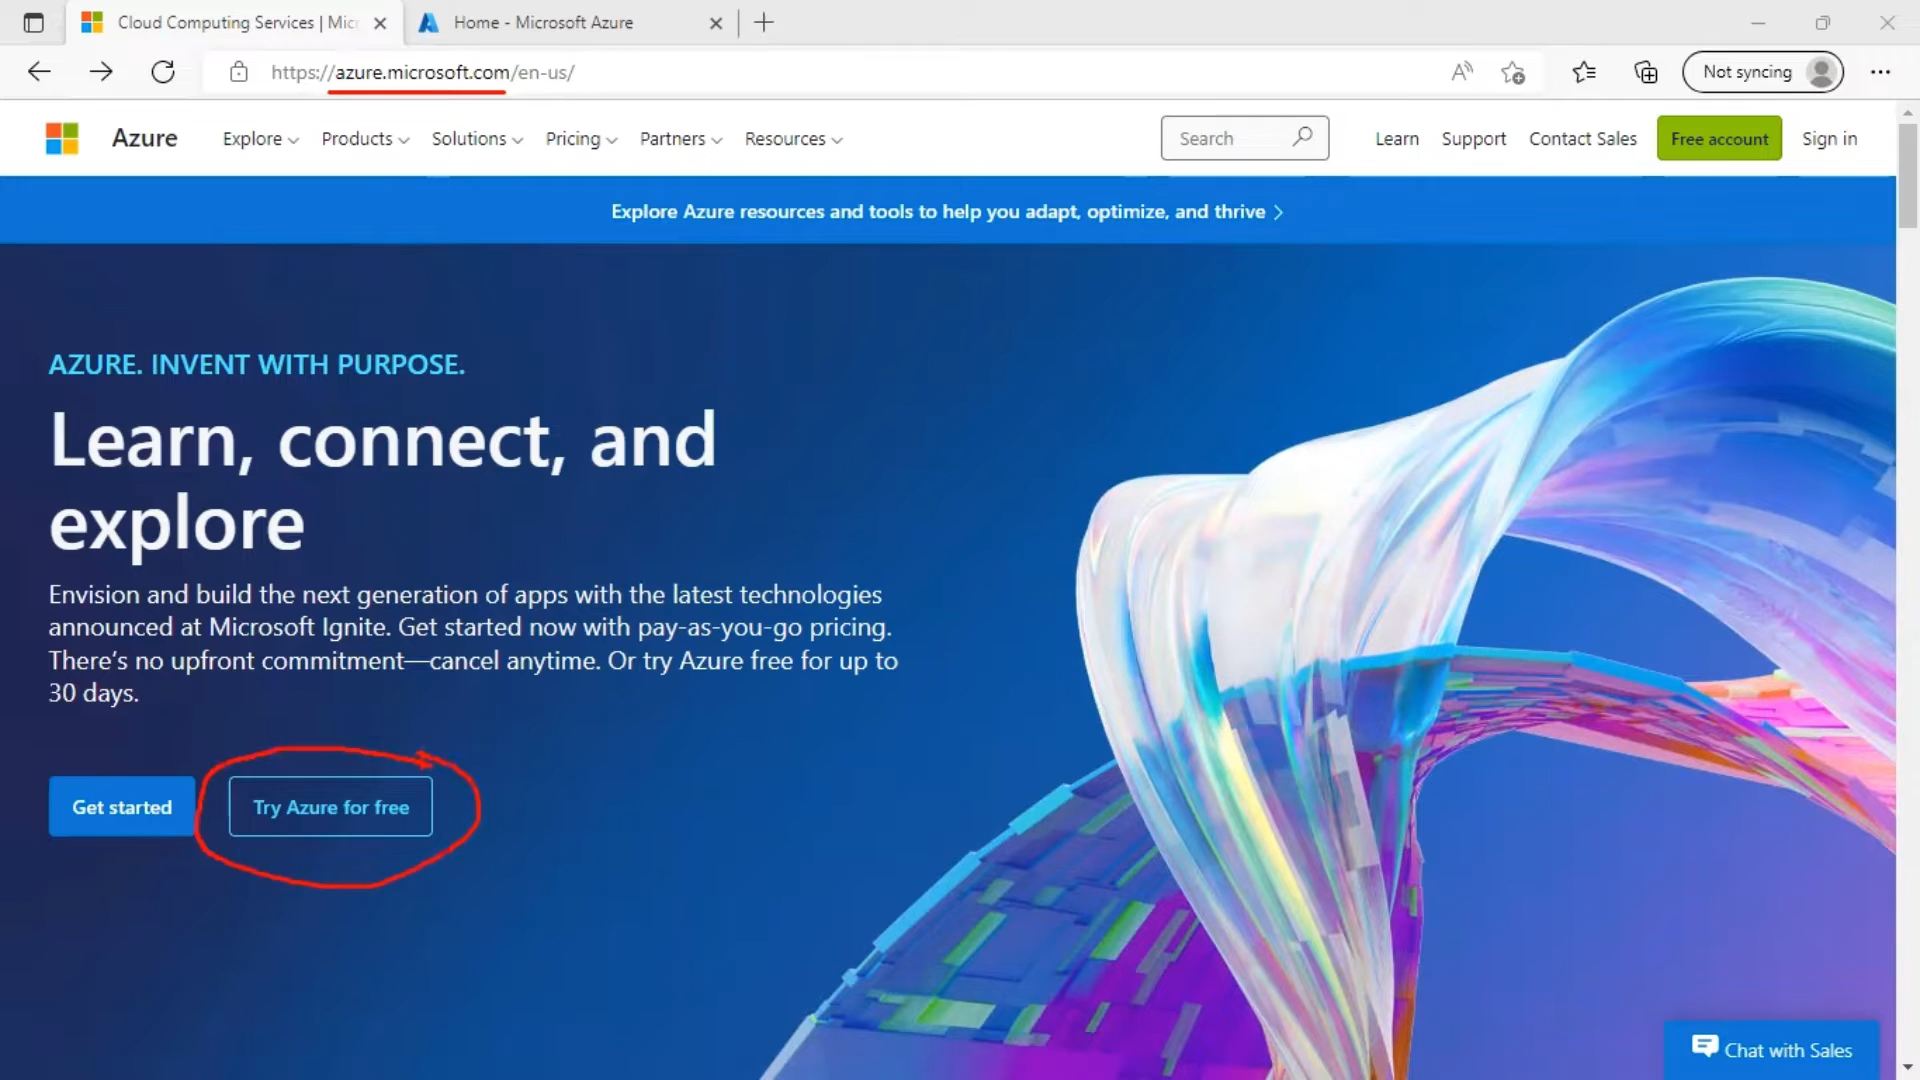 Cloud Computing Services | Micr
Home - Microsoft Azure
https://azure.microsoft.com/en-us/
Not syncing
Azure
Explore
Products
Solutions
Pricing
Partners
Resources
Search
Learn
Support
Contact Sales
Free account
Sign in
Explore Azure resources and tools to help you adapt, optimize, and thrive
AZURE. INVENT WITH PURPOSE.
Learn, connect, and
explore
Envision and build the next generation of apps with the latest technologies
announced at Microsoft Ignite. Get started now with pay-as-you-go pricing.
There's no upfront commitment—cancel anytime. Or try Azure free for up to
30 days.
Get started
Try Azure for free
Chat with Sales